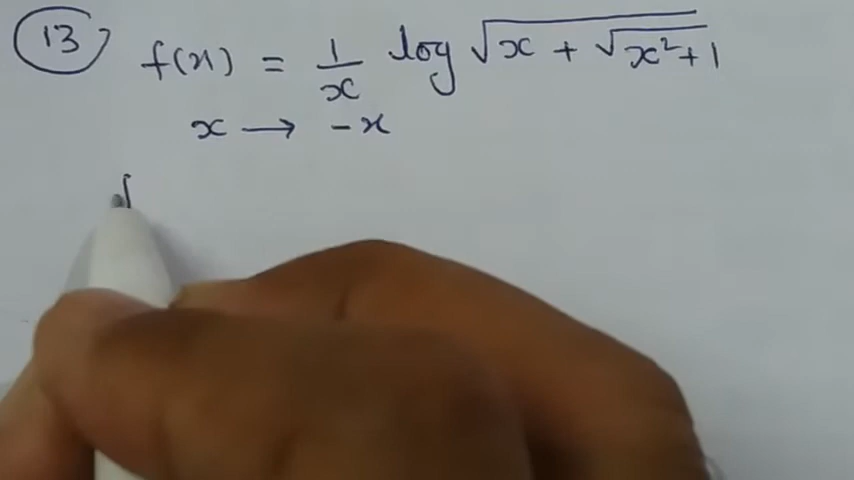 13 f(x) = 1/x log √(x + √(x²+1))
x → -x